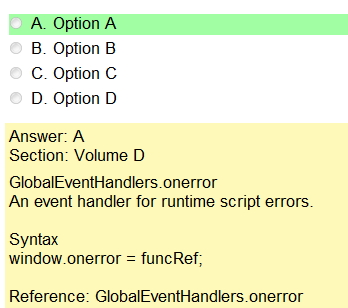 A. Option A
B. Option B
C. Option C
D. Option D
Answer: A
Section: Volume D
GlobalEventHandlers.onerror
An event handler for runtime script errors.
Syntax
window.onerror = funcRef;
Reference: GlobalEventHandlers.onerror